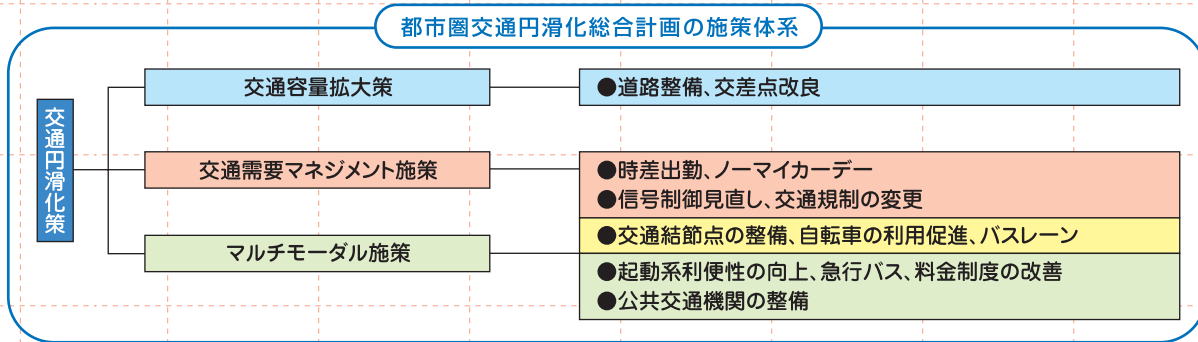 都市圏交通円滑化総合計画の施策体系
交通円滑化策
交通容量拡大策
●道路整備、交差点改良
交通需要マネジメント施策
●時差出勤、ノーマイカーデー
●信号制御見直し、交通規制の変更
●交通結節点の整備、自転車の利用促進、バスレーン
マルチモーダル施策
●起動系利便性の向上、急行バス、料金制度の改善
●公共交通機関の整備